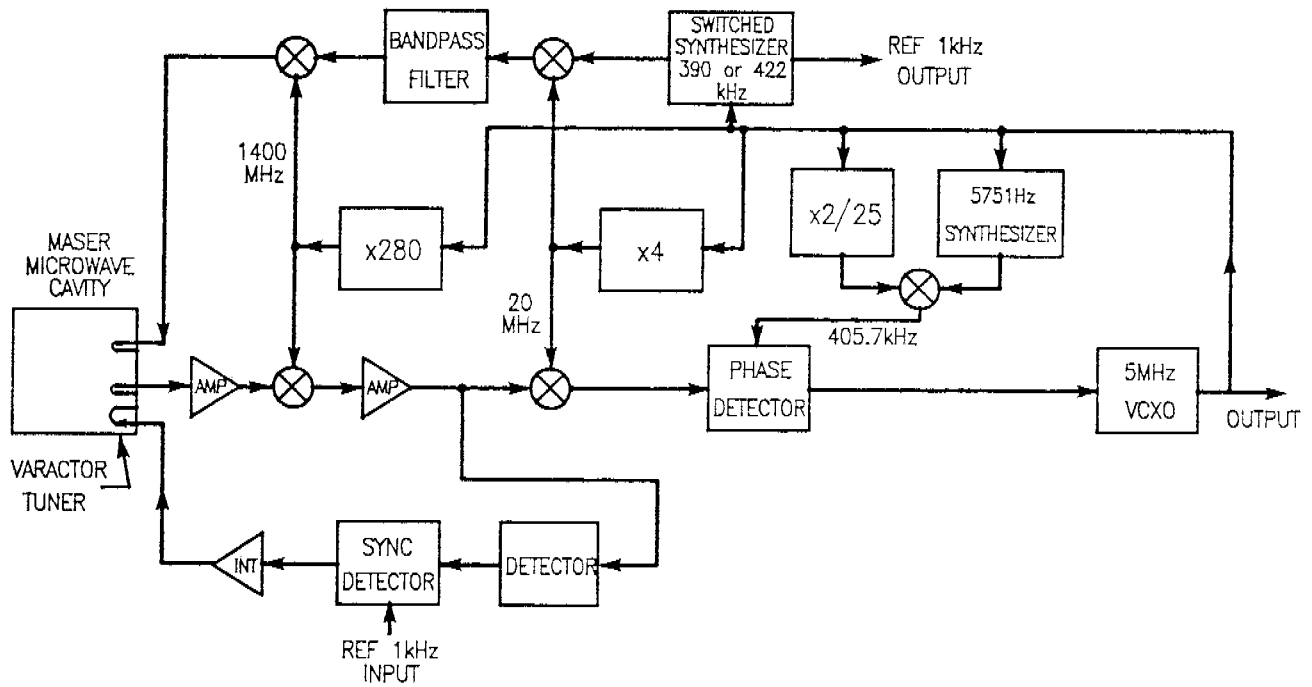 BANDPASS
FILTER
SWITCHED
SYNTHESIZER
390 or 422
kHz
REF 1kHz
OUTPUT
1400
MHz
x280
x4
x2/25
5751Hz
SYNTHESIZER
MASER
MICROWAVE
CAVITY
20
MHz
405.7kHz
AMP
AMP
PHASE
DETECTOR
5MHz
VCXO
OUTPUT
VARACTOR
TUNER
INT
SYNC
DETECTOR
DETECTOR
REF 1kHz
INPUT